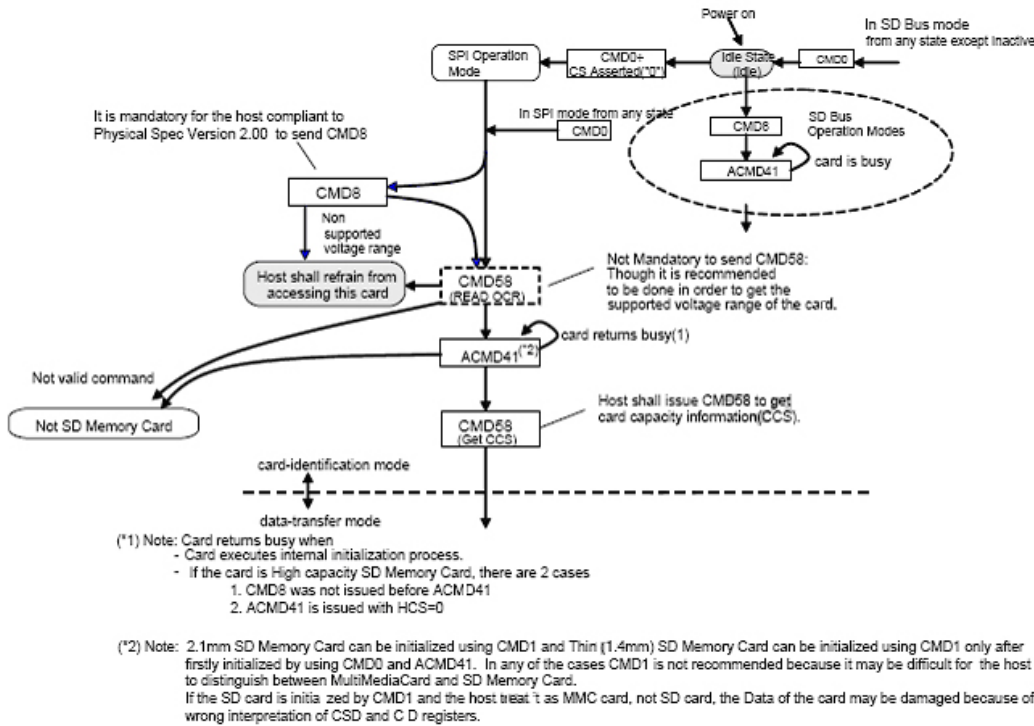 Power on
In SD Bus mode
from any state except Inactive
SPI Operation
Mode
CMD0+
CS Asserted("0")
Idle State
(Idle)
CMD0
It is mandatory for the host compliant to
Physical Spec Version 2.00 to send CMD8
In SPI mode from any state
CMD0
CMD8
SD Bus
Operation Modes
ACMD41
card is busy
CMD8
Non
supported
voltage range
Host shall refrain from
accessing this card
CMD58
(READ OCR)
Not Mandatory to send CMD58:
Though it is recommended
to be done in order to get the
supported voltage range of the card.
ACMD41(*2)
card returns busy(1)
Not valid command
Not SD Memory Card
CMD58
(Get CCS)
Host shall issue CMD58 to get
card capacity information(CCS).
card-identification mode
data-transfer mode
(*1) Note: Card returns busy when
- Card executes internal initialization process.
- If the card is High capacity SD Memory Card, there are 2 cases
1. CMD8 was not issued before ACMD41
2. ACMD41 is issued with HCS=0
(*2) Note: 2.1mm SD Memory Card can be initialized using CMD1 and Thin (1.4mm) SD Memory Card can be initialized using CMD1 only after
firstly initialized by using CMD0 and ACMD41. In any of the cases CMD1 is not recommended because it may be difficult for the host
to distinguish between MultiMediaCard and SD Memory Card.
If the SD card is initia zed by CMD1 and the host treat t as MMC card, not SD card, the Data of the card may be damaged because of
wrong interpretation of CSD and C D registers.